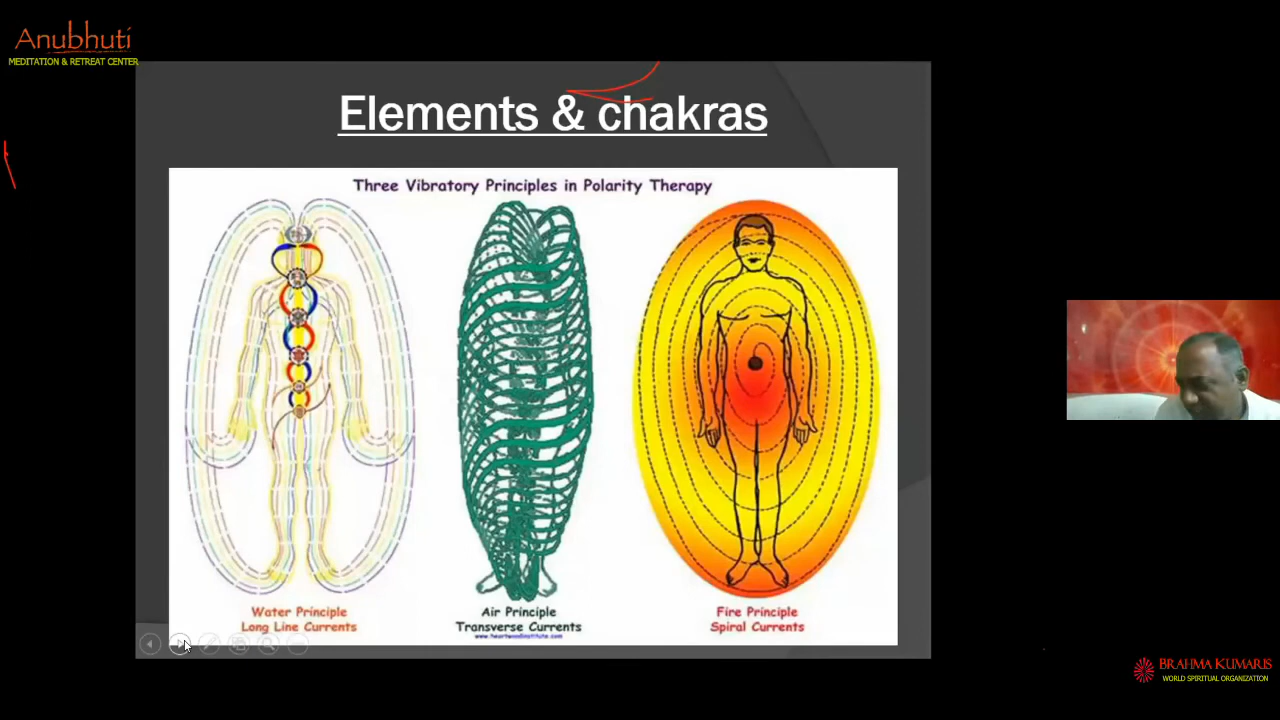 Anubhuti
MEDITATION & RETREAT CENTER
Elements & chakras
Three Vibratory Principles in Polarity Therapy
Water Principle
Long Line Currents
Air Principle
Transverse Currents
www.heartwoodinstitute.com
Fire Principle
Spiral Currents
BRAHMA KUMARIS
WORLD SPIRITUAL ORGANIZATION